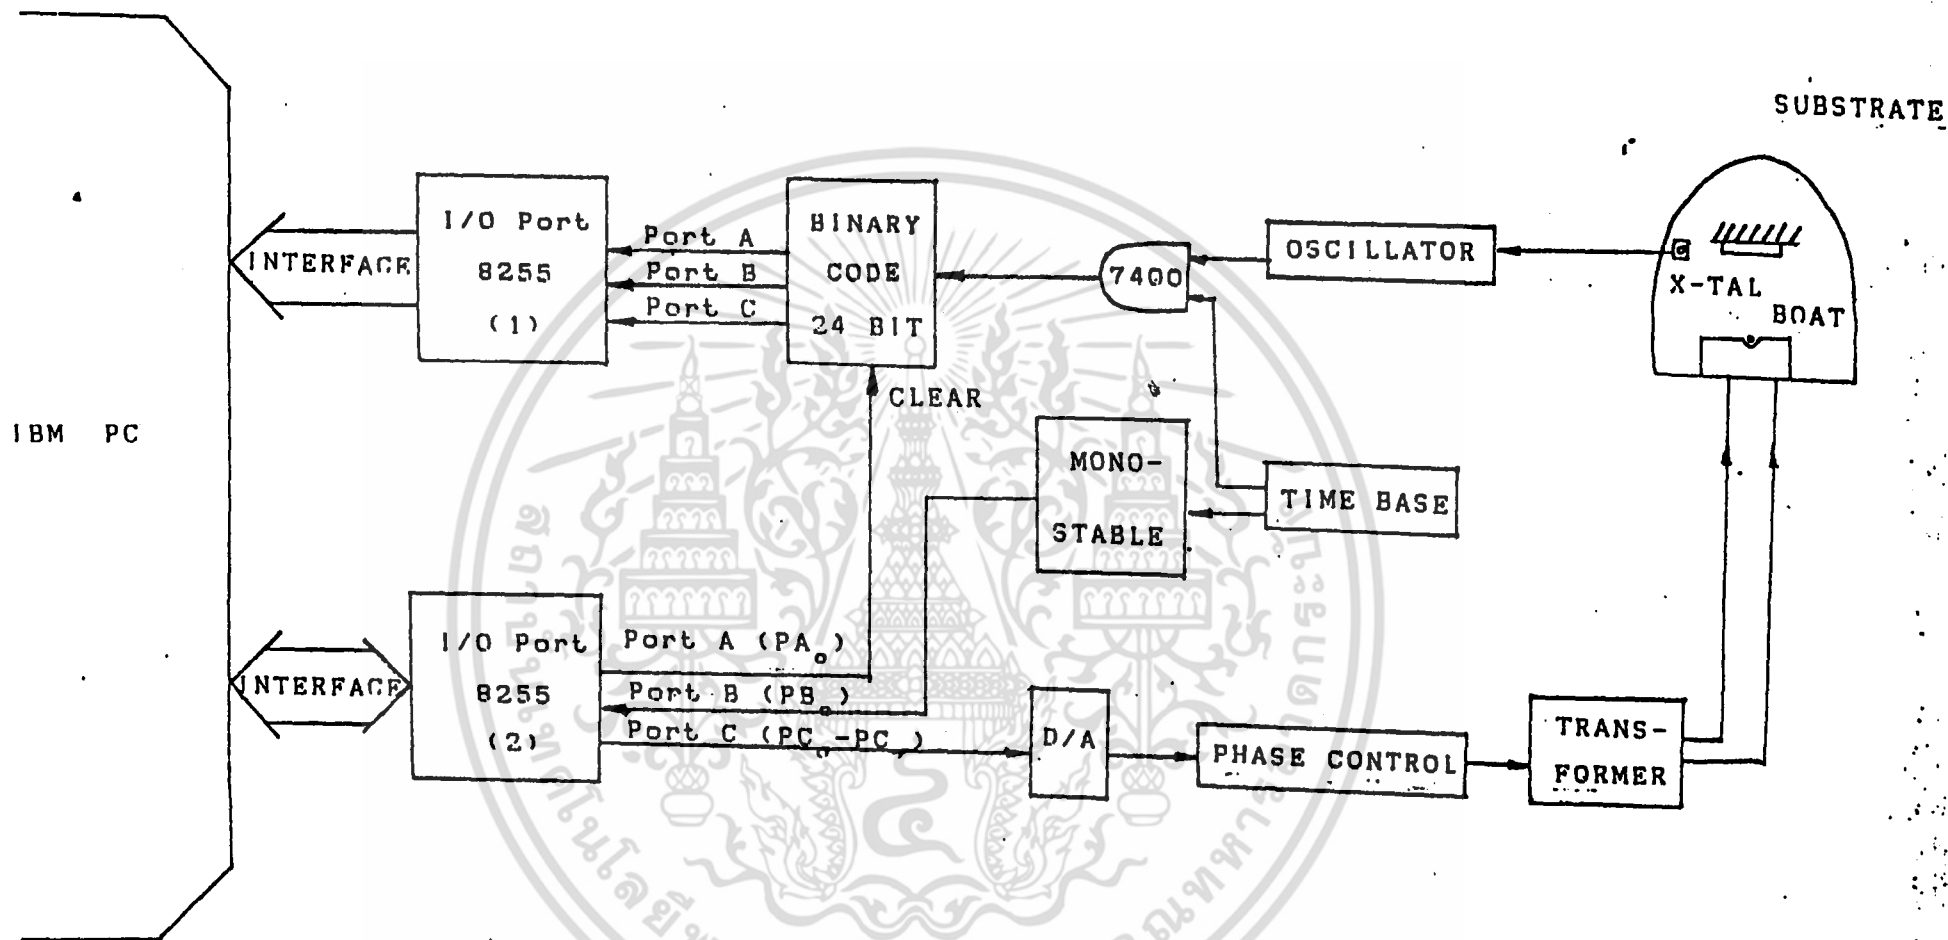 SUBSTRATE
I/O Port
8255
(1)
INTERFACE
Port A
Port B
Port C
BINARY
CODE
24 BIT
7400
OSCILLATOR
X-TAL
BOAT
CLEAR
IBM PC
MONO-
STABLE
TIME BASE
I/O Port
8255
(2)
INTERFACE
Port A (PA₀)
Port B (PB₀)
Port C (PC₀-PC₇)
D/A
PHASE CONTROL
TRANS-
FORMER